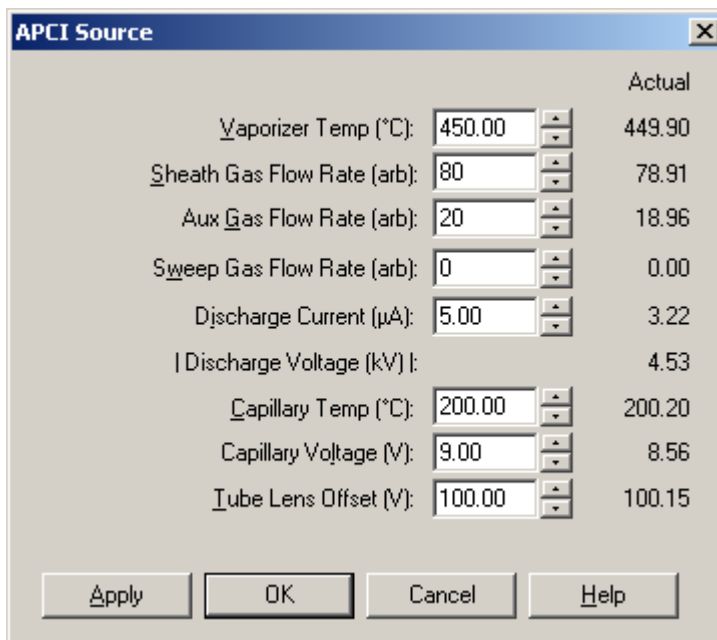 APCI Source
Actual
Vaporizer Temp (°C): 450.00 449.90
Sheath Gas Flow Rate (arb): 80 78.91
Aux Gas Flow Rate (arb): 20 18.96
Sweep Gas Flow Rate (arb): 0 0.00
Discharge Current (µA): 5.00 3.22
| Discharge Voltage (kV) |: 4.53
Capillary Temp (°C): 200.00 200.20
Capillary Voltage (V): 9.00 8.56
Tube Lens Offset (V): 100.00 100.15
Apply OK Cancel Help